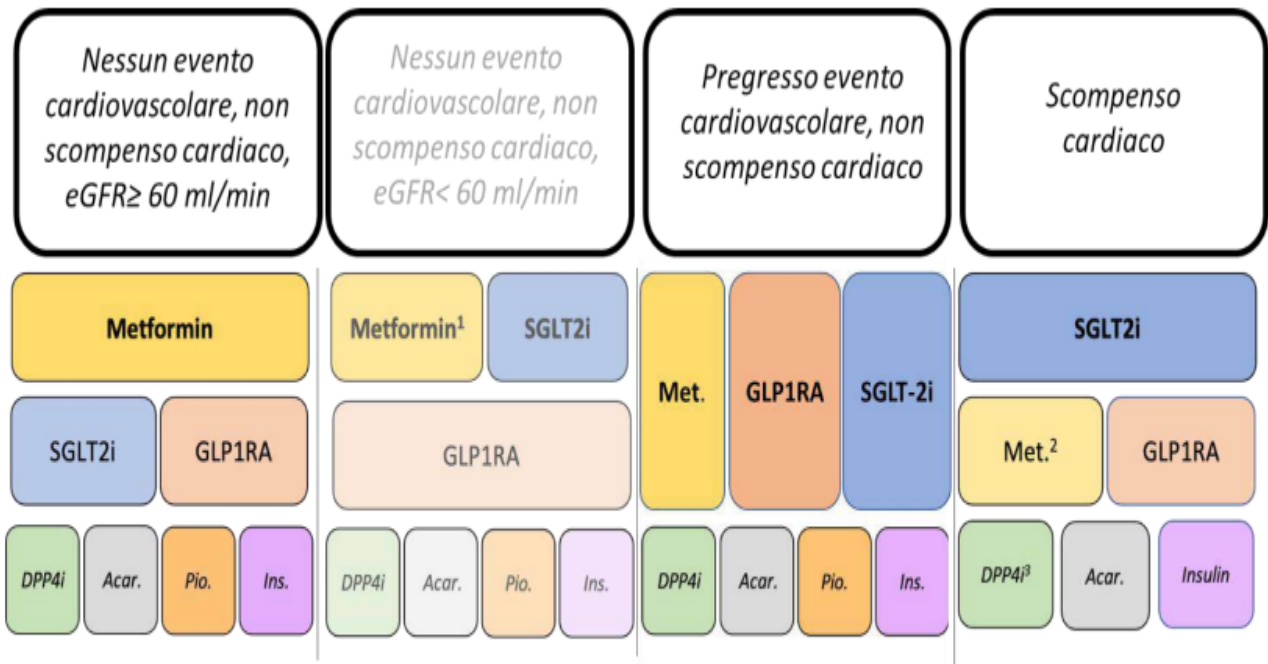 Nessun evento
cardiovascolare, non
scompenso cardiaco,
eGFR≥ 60 ml/min
Nessun evento
cardiovascolare, non
scompenso cardiaco,
eGFR< 60 ml/min
Pregresso evento
cardiovascolare, non
scompenso cardiaco
Scompenso
cardiaco
Metformin
SGLT2i
GLP1RA
DPP4i
Acar.
Pio.
Ins.
Metformin¹
SGLT2i
GLP1RA
DPP4i
Acar.
Pio.
Ins.
Met.
GLP1RA
SGLT-2i
DPP4i
Acar.
Pio.
Ins.
SGLT2i
Met.²
GLP1RA
DPP4i³
Acar.
Insulin